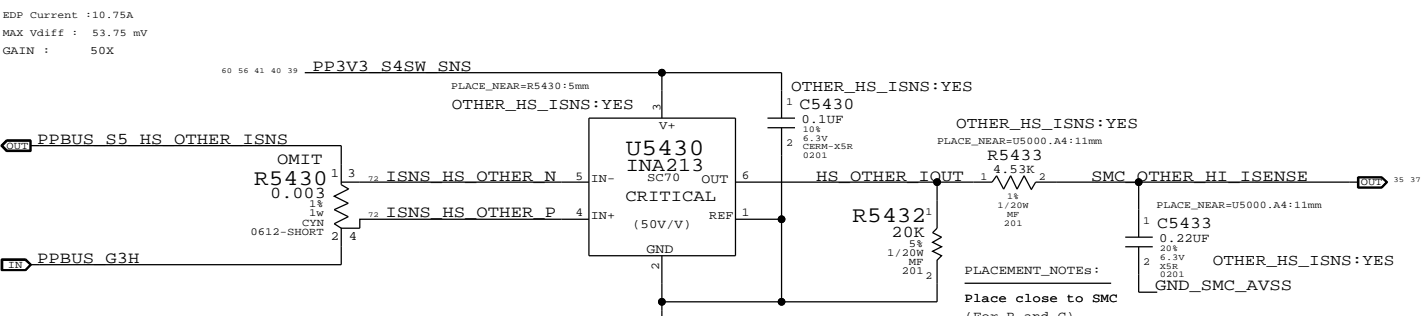 EDP Current :10.75A
MAX Vdiff : 53.75 mV
GAIN : 50X
60 56 41 40 39 PP3V3_S4SW_SNS
PLACE_NEAR=R5430:5mm
OTHER_HS_ISNS:YES
3
V+
U5430
INA213
SC70
CRITICAL
(50V/V)
5 IN-
4 IN+
OUT 6
REF 1
GND
2
OTHER_HS_ISNS:YES
1 C5430
0.1UF
10%
6.3V
2 CERM-X5R
0201
OUT PPBUS_S5_HS_OTHER_ISNS
OMIT
R5430 1 3
0.003
1%
1W
CYN
0612-SHORT 2 4
72 ISNS_HS_OTHER_N
72 ISNS_HS_OTHER_P
IN PPBUS_G3H
HS_OTHER_IOUT
OTHER_HS_ISNS:YES
PLACE_NEAR=U5000.A4:11mm
R5433
4.53K
1 2
1%
1/20W
MF
201
SMC_OTHER_HI_ISENSE
OUT 35 37
R5432 1
20K
5%
1/20W
MF
201 2
PLACE_NEAR=U5000.A4:11mm
1 C5433
0.22UF
20%
6.3V
2 X5R
0201
OTHER_HS_ISNS:YES
GND_SMC_AVSS
PLACEMENT_NOTEs:
Place close to SMC
(For R and C)